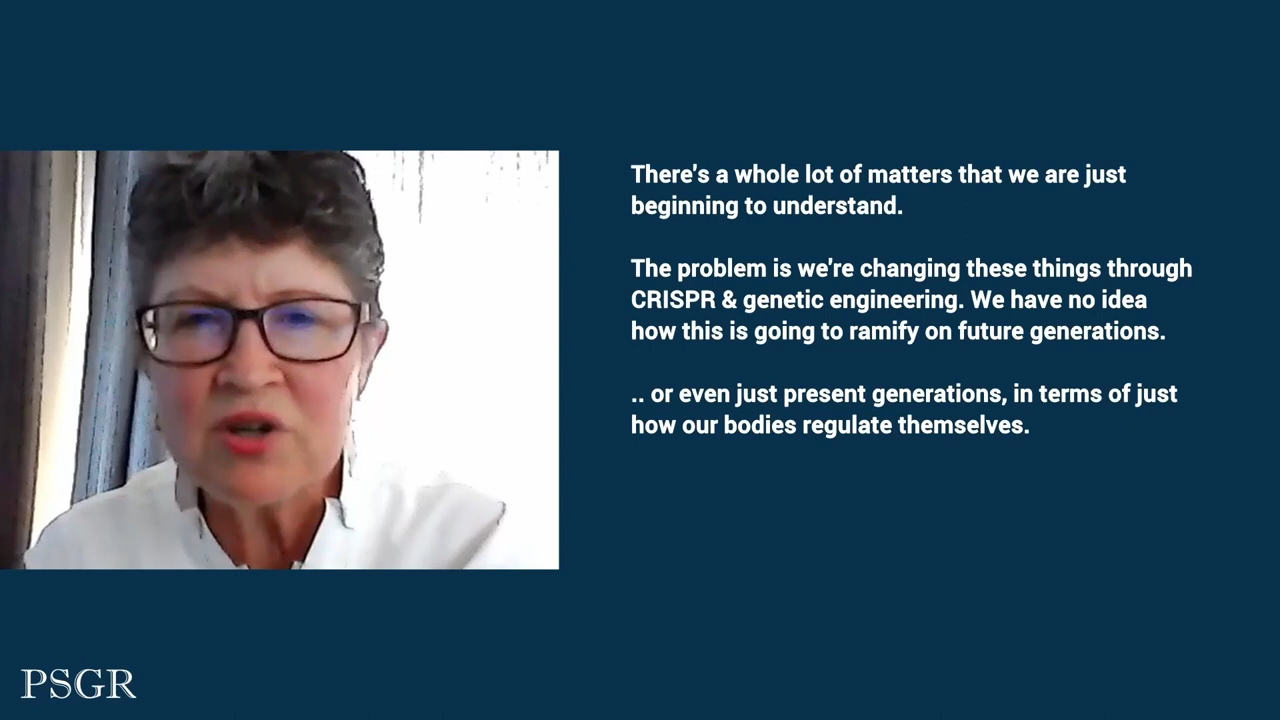 There's a whole lot of matters that we are just
beginning to understand.
The problem is we're changing these things through
CRISPR & genetic engineering. We have no idea
how this is going to ramify on future generations.
.. or even just present generations, in terms of just
how our bodies regulate themselves.
PSGR